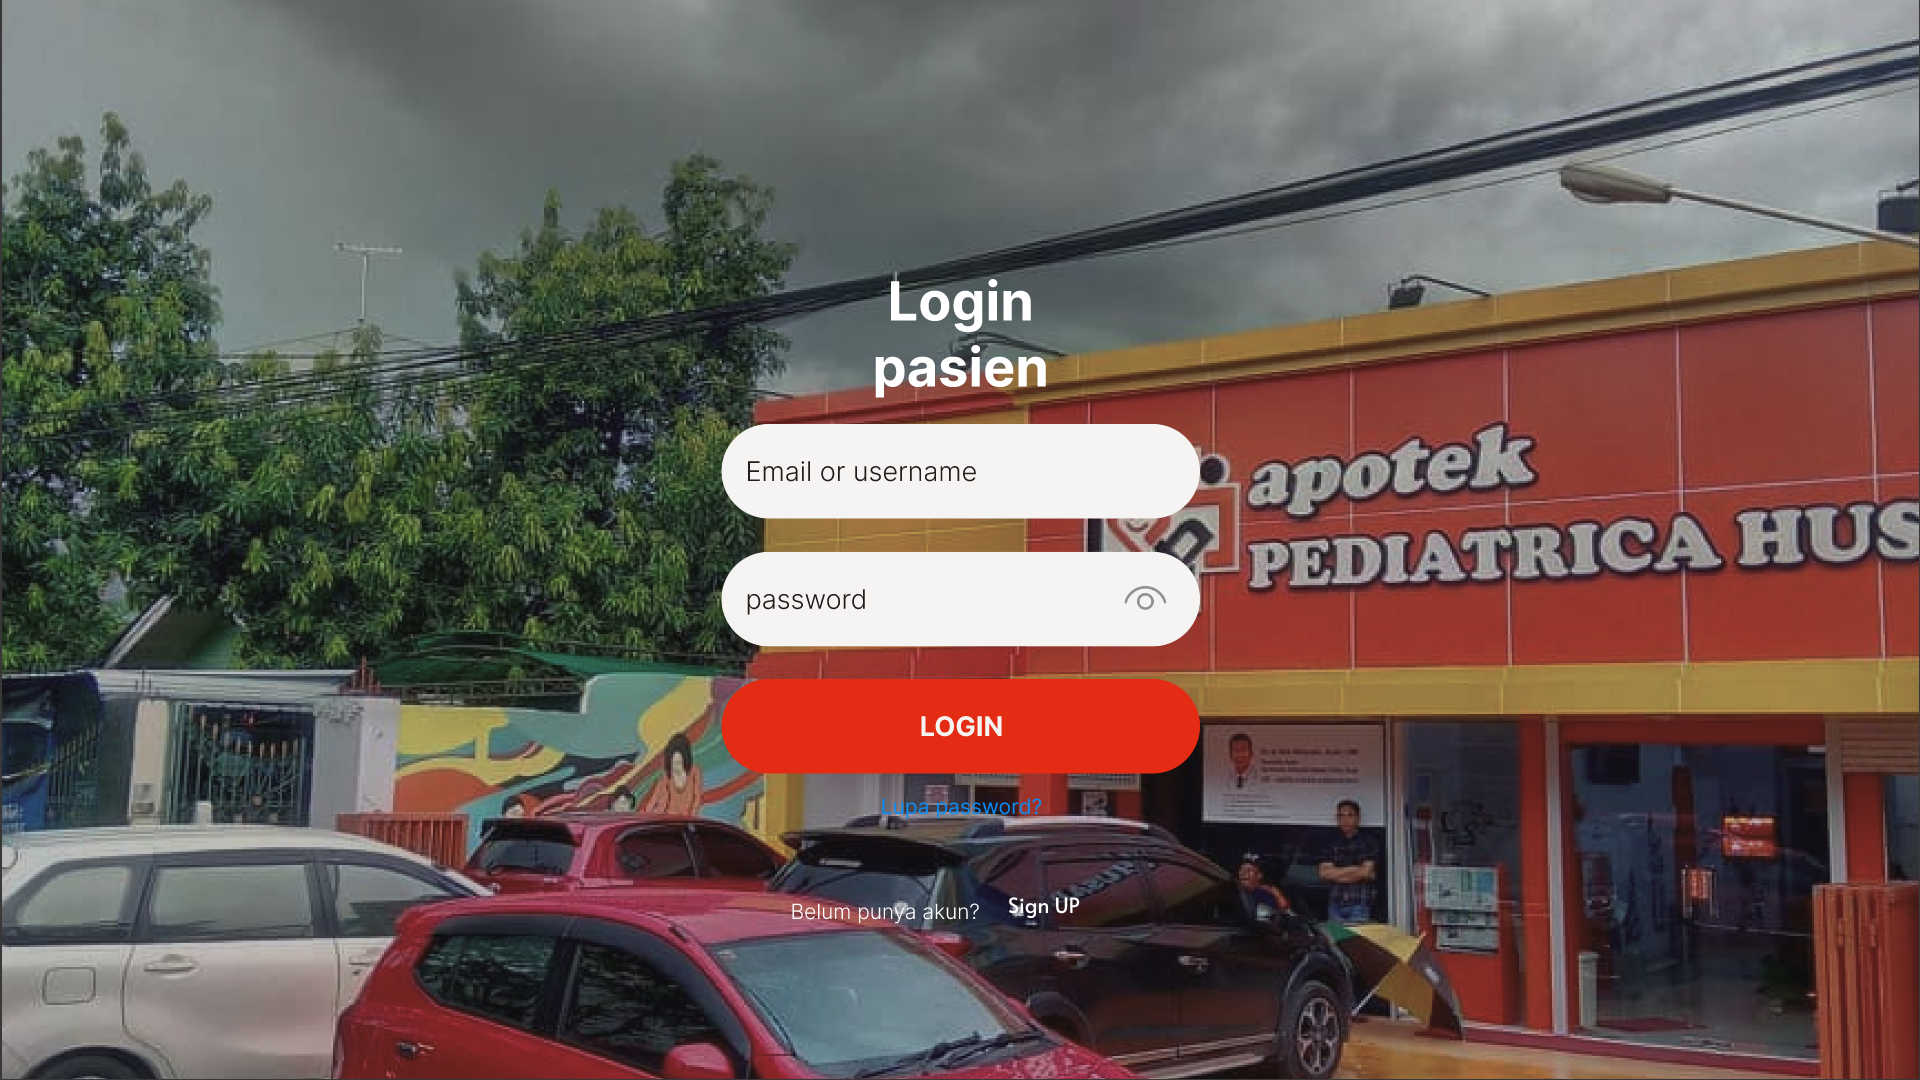 Login
pasien
Email or username
apotek
PEDIATRICA HUS
password
LOGIN
Lupa password?
Belum punya akun?
Sign UP